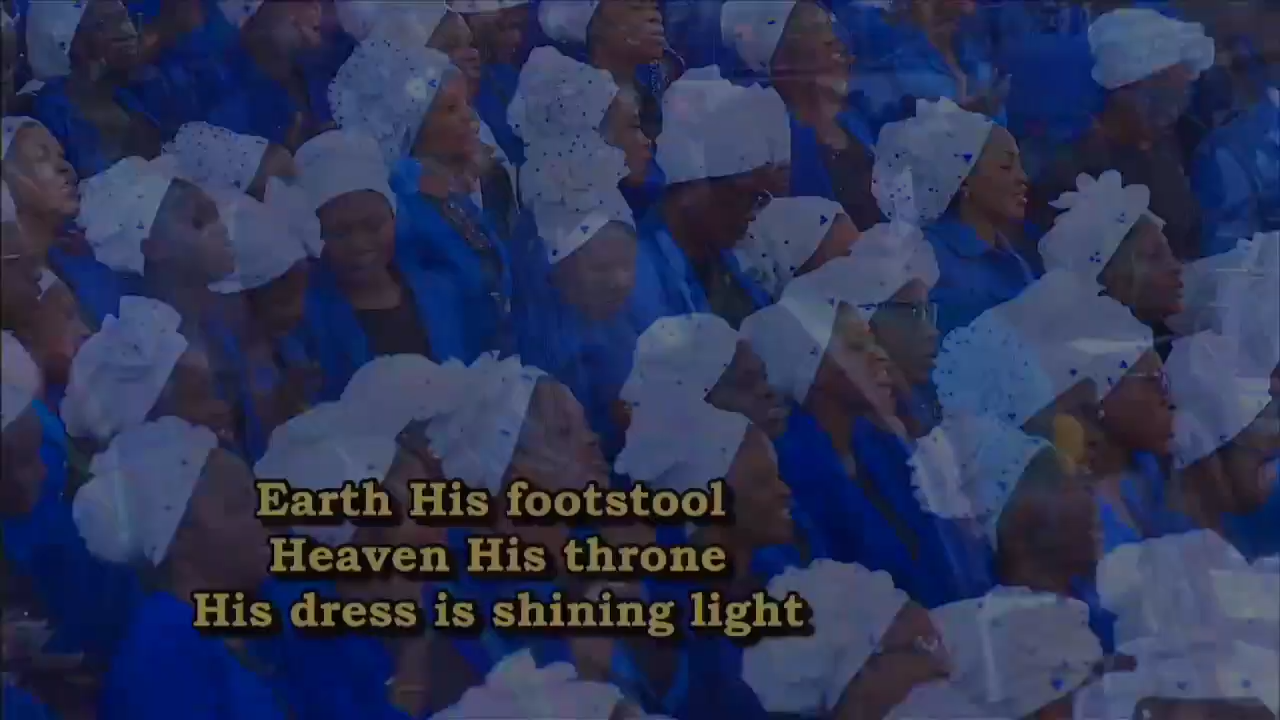 Earth His footstool
Heaven His throne
His dress is shining light